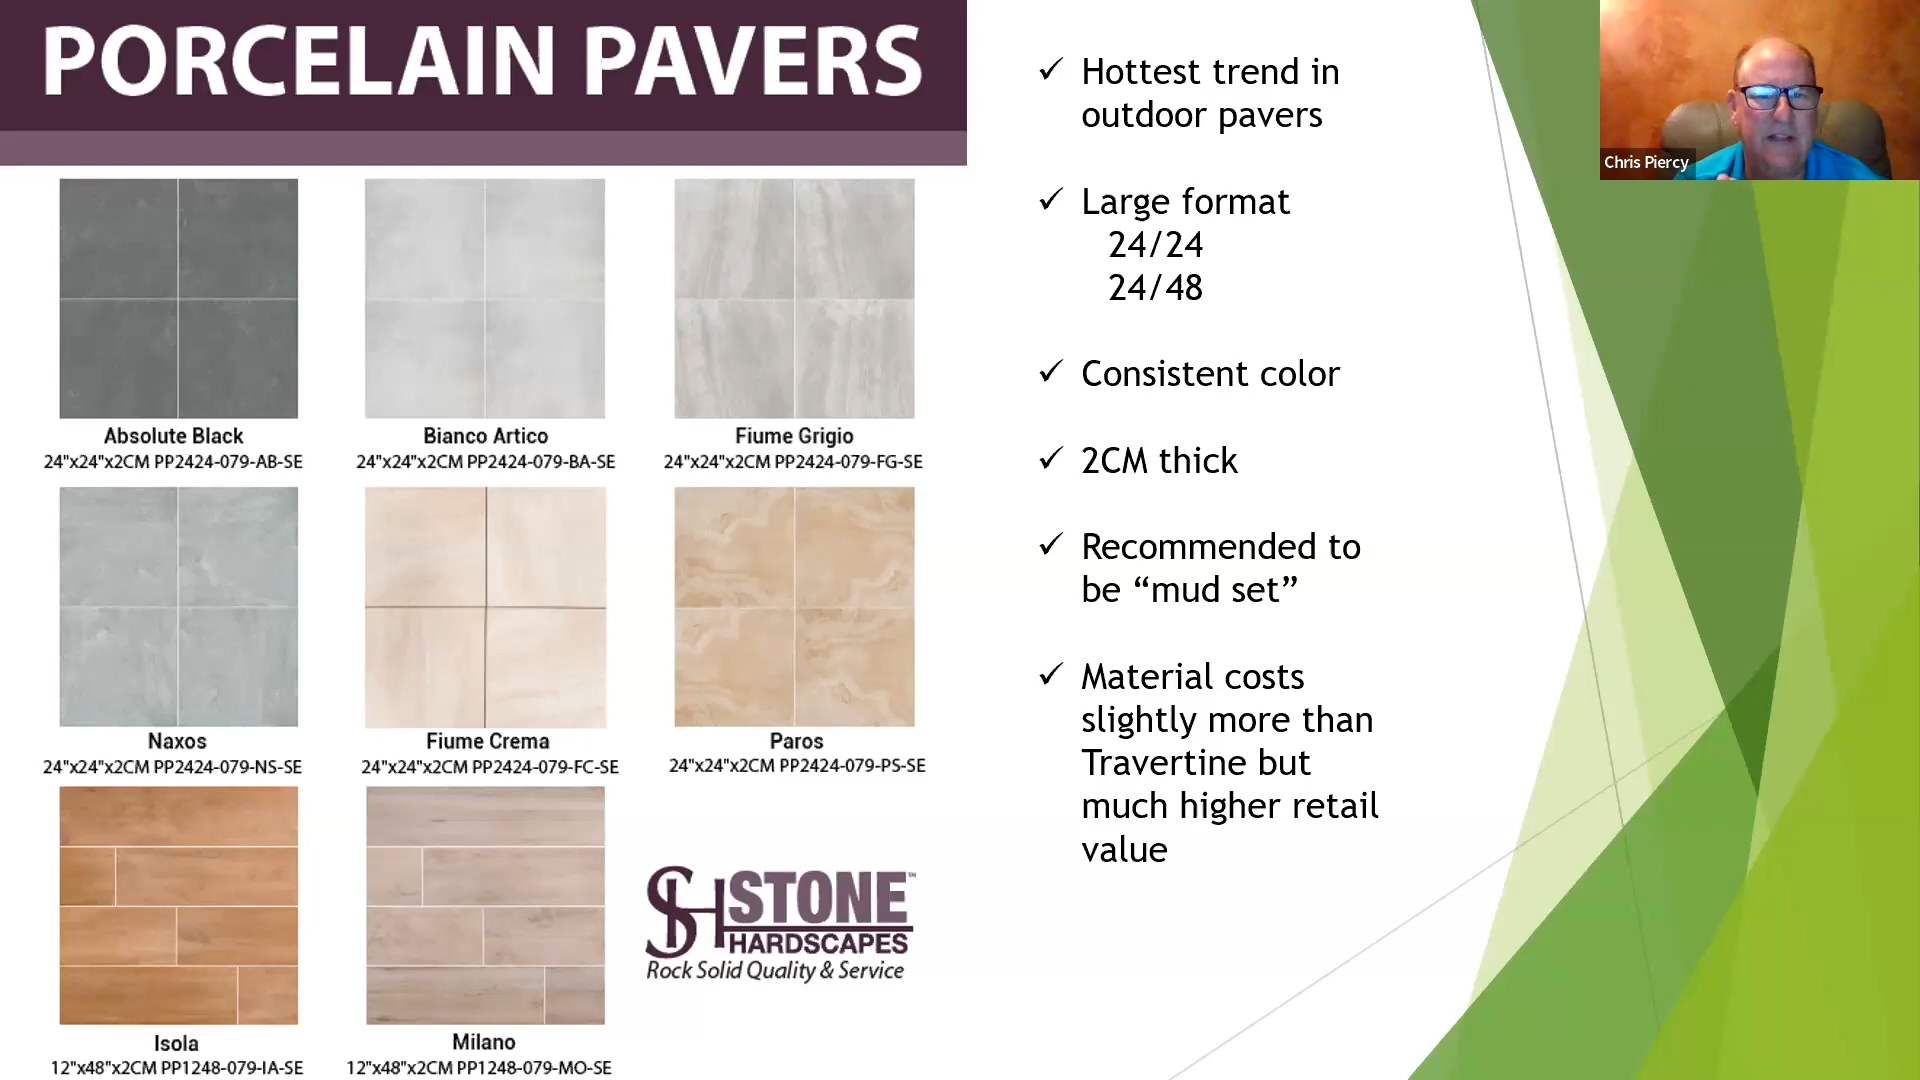 PORCELAIN PAVERS
Absolute Black
24"x24"x2CM PP2424-079-AB-SE
Bianco Artico
24"x24"x2CM PP2424-079-BA-SE
Fiume Grigio
24"x24"x2CM PP2424-079-FG-SE
Naxos
24"x24"x2CM PP2424-079-NS-SE
Fiume Crema
24"x24"x2CM PP2424-079-FC-SE
Paros
24"x24"x2CM PP2424-079-PS-SE
Isola
12"x48"x2CM PP1248-079-IA-SE
Milano
12"x48"x2CM PP1248-079-MO-SE
SH STONE™
HARDSCAPES
Rock Solid Quality & Service
✓ Hottest trend in
outdoor pavers
✓ Large format
24/24
24/48
✓ Consistent color
✓ 2CM thick
✓ Recommended to
be “mud set”
✓ Material costs
slightly more than
Travertine but
much higher retail
value
Chris Piercy